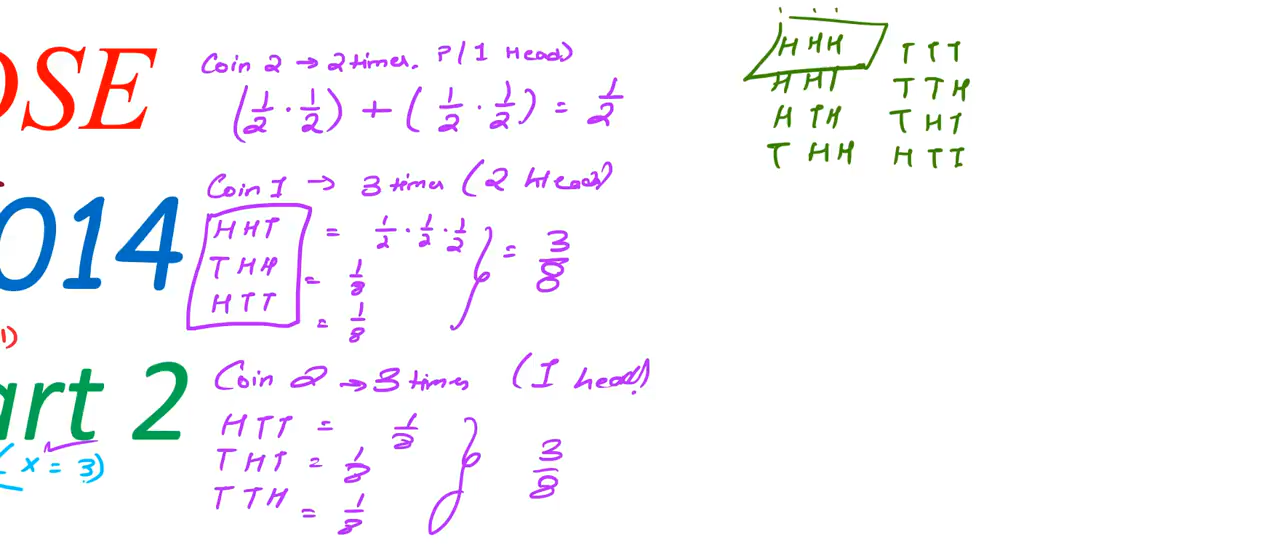 OSE
014
1)
art 2
( x = 3)
Coin 2 → 2 times. P(1 Head)
(1/2 · 1/2) + (1/2 · 1/2) = 1/2
Coin 1 → 3 times (2 Head)
HHT = 1/2 · 1/2 · 1/2
THH = 1/8
HTT = 1/8
= 3/8
Coin 2 → 3 times (1 head)
HTT = 1/8
THT = 1/8
TTH = 1/8
3/8
HHH TTT
HHT TTH
HTH THT
THH HTT